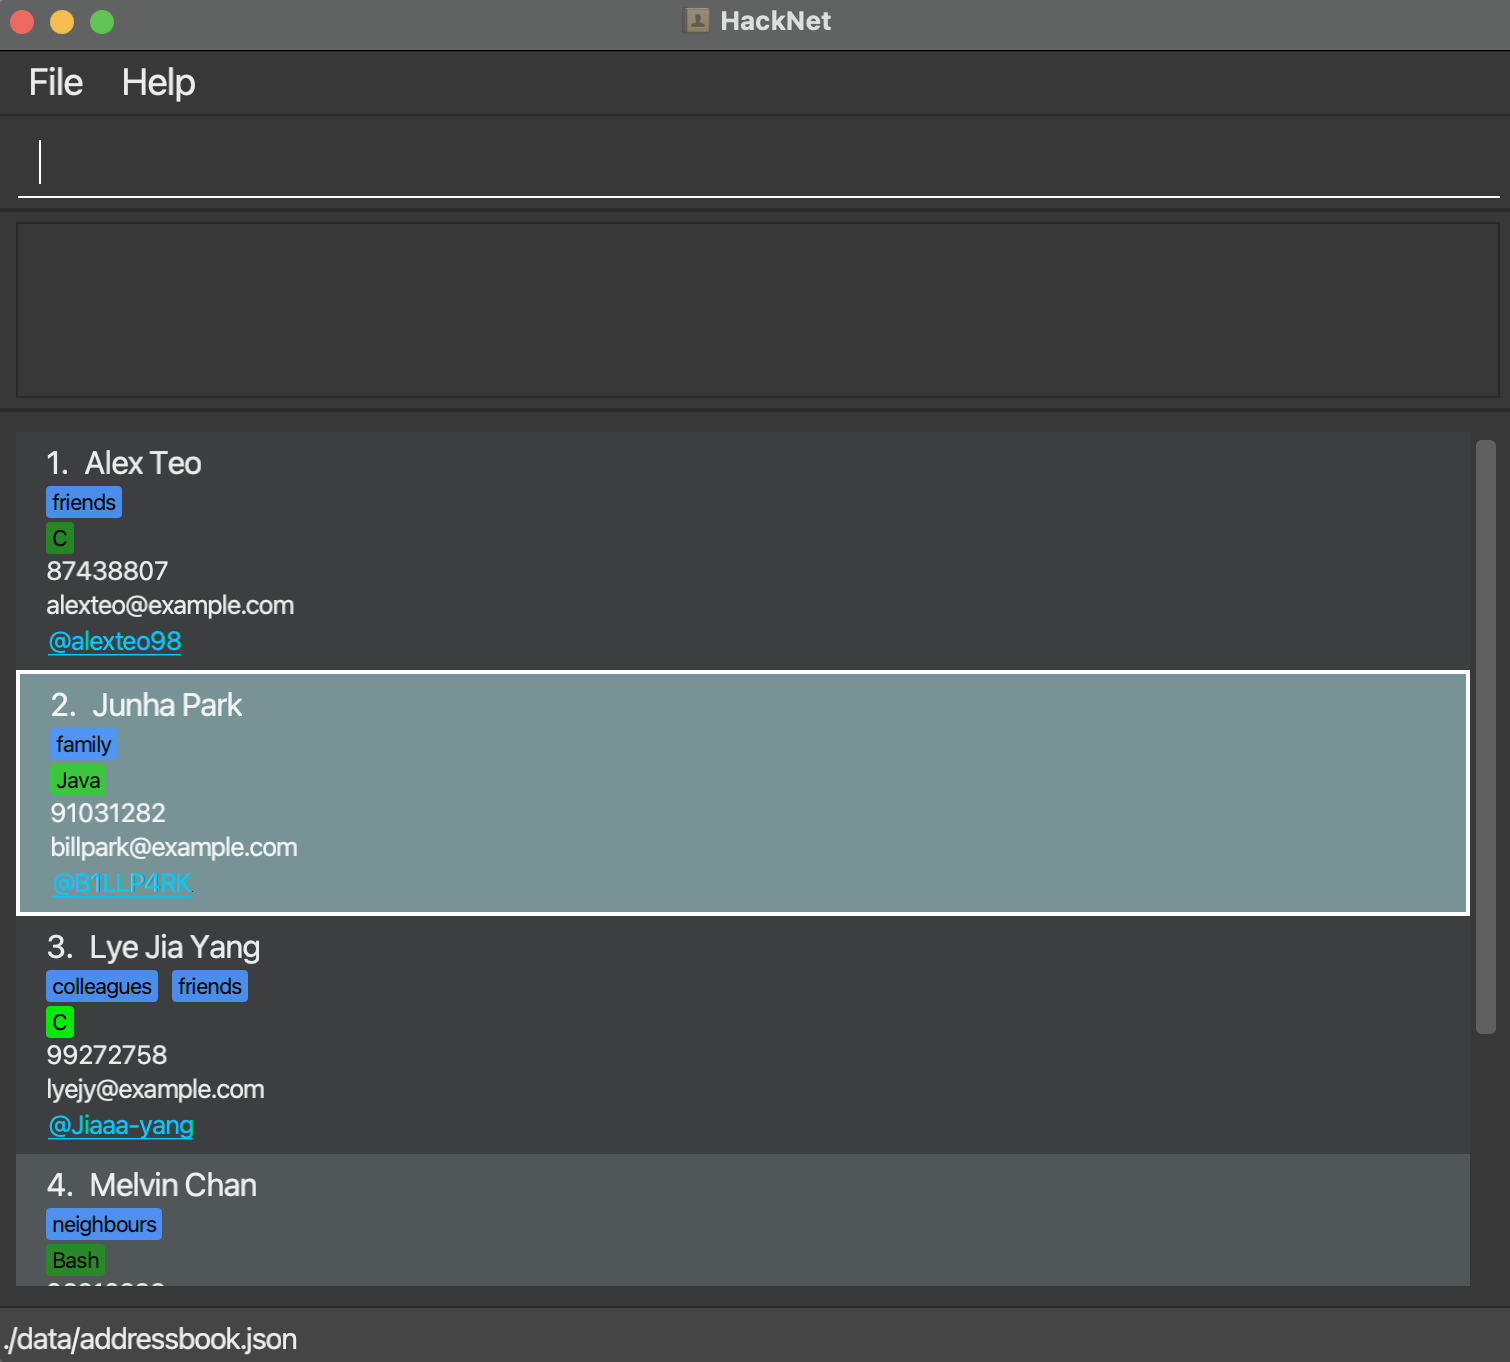 HackNet
File Help
1. Alex Teo
friends
C
87438807
alexteo@example.com
@alexteo98
2. Junha Park
family
Java
91031282
billpark@example.com
@B1LLP4RK
3. Lye Jia Yang
colleagues friends
C
99272758
lyejy@example.com
@Jiaaa-yang
4. Melvin Chan
neighbours
Bash
./data/addressbook.json